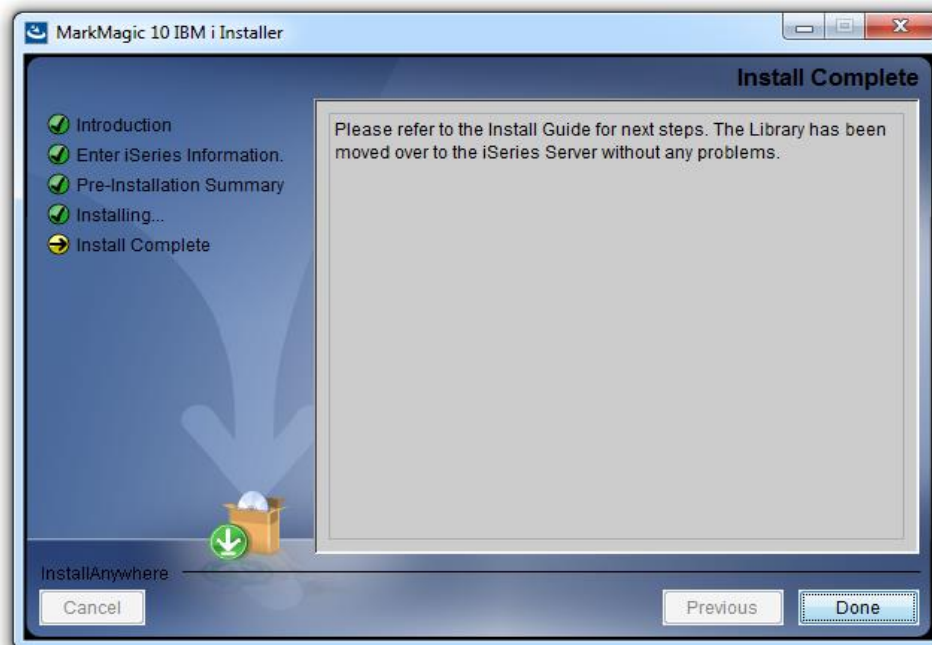 MarkMagic 10 IBM i Installer
Install Complete
Introduction
Enter iSeries Information.
Pre-Installation Summary
Installing...
Install Complete
Please refer to the Install Guide for next steps. The Library has been
moved over to the iSeries Server without any problems.
InstallAnywhere
Cancel
Previous
Done